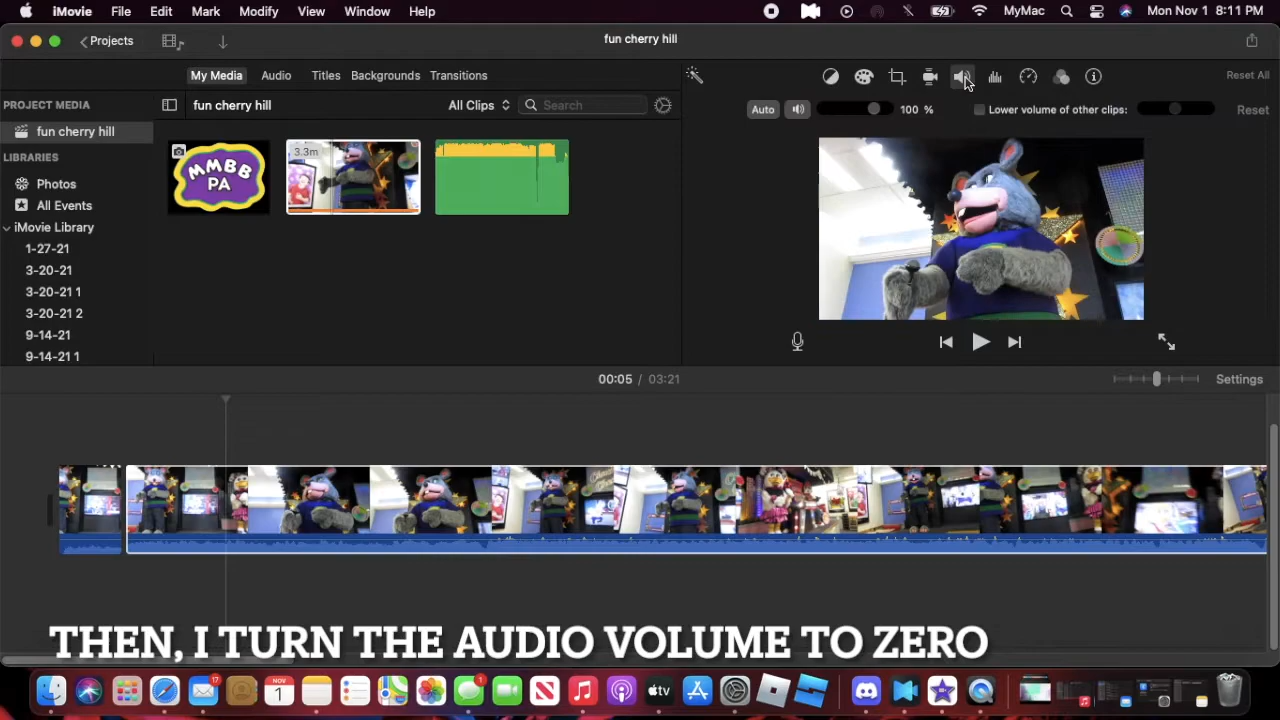 iMovie File Edit Mark Modify View Window Help MyMac Mon Nov 1 8:11 PM
Projects fun cherry hill
My Media Audio Titles Backgrounds Transitions Reset All
PROJECT MEDIA fun cherry hill All Clips Search Auto 100 % Lower volume of other clips: Reset
fun cherry hill
LIBRARIES
Photos
All Events
iMovie Library
1-27-21
3-20-21
3-20-21 1
3-20-21 2
9-14-21
9-14-21 1
MMBB
PA
3.3m
00:05 / 03:21 Settings
THEN, I TURN THE AUDIO VOLUME TO ZERO
17
NOV
1
1
tv